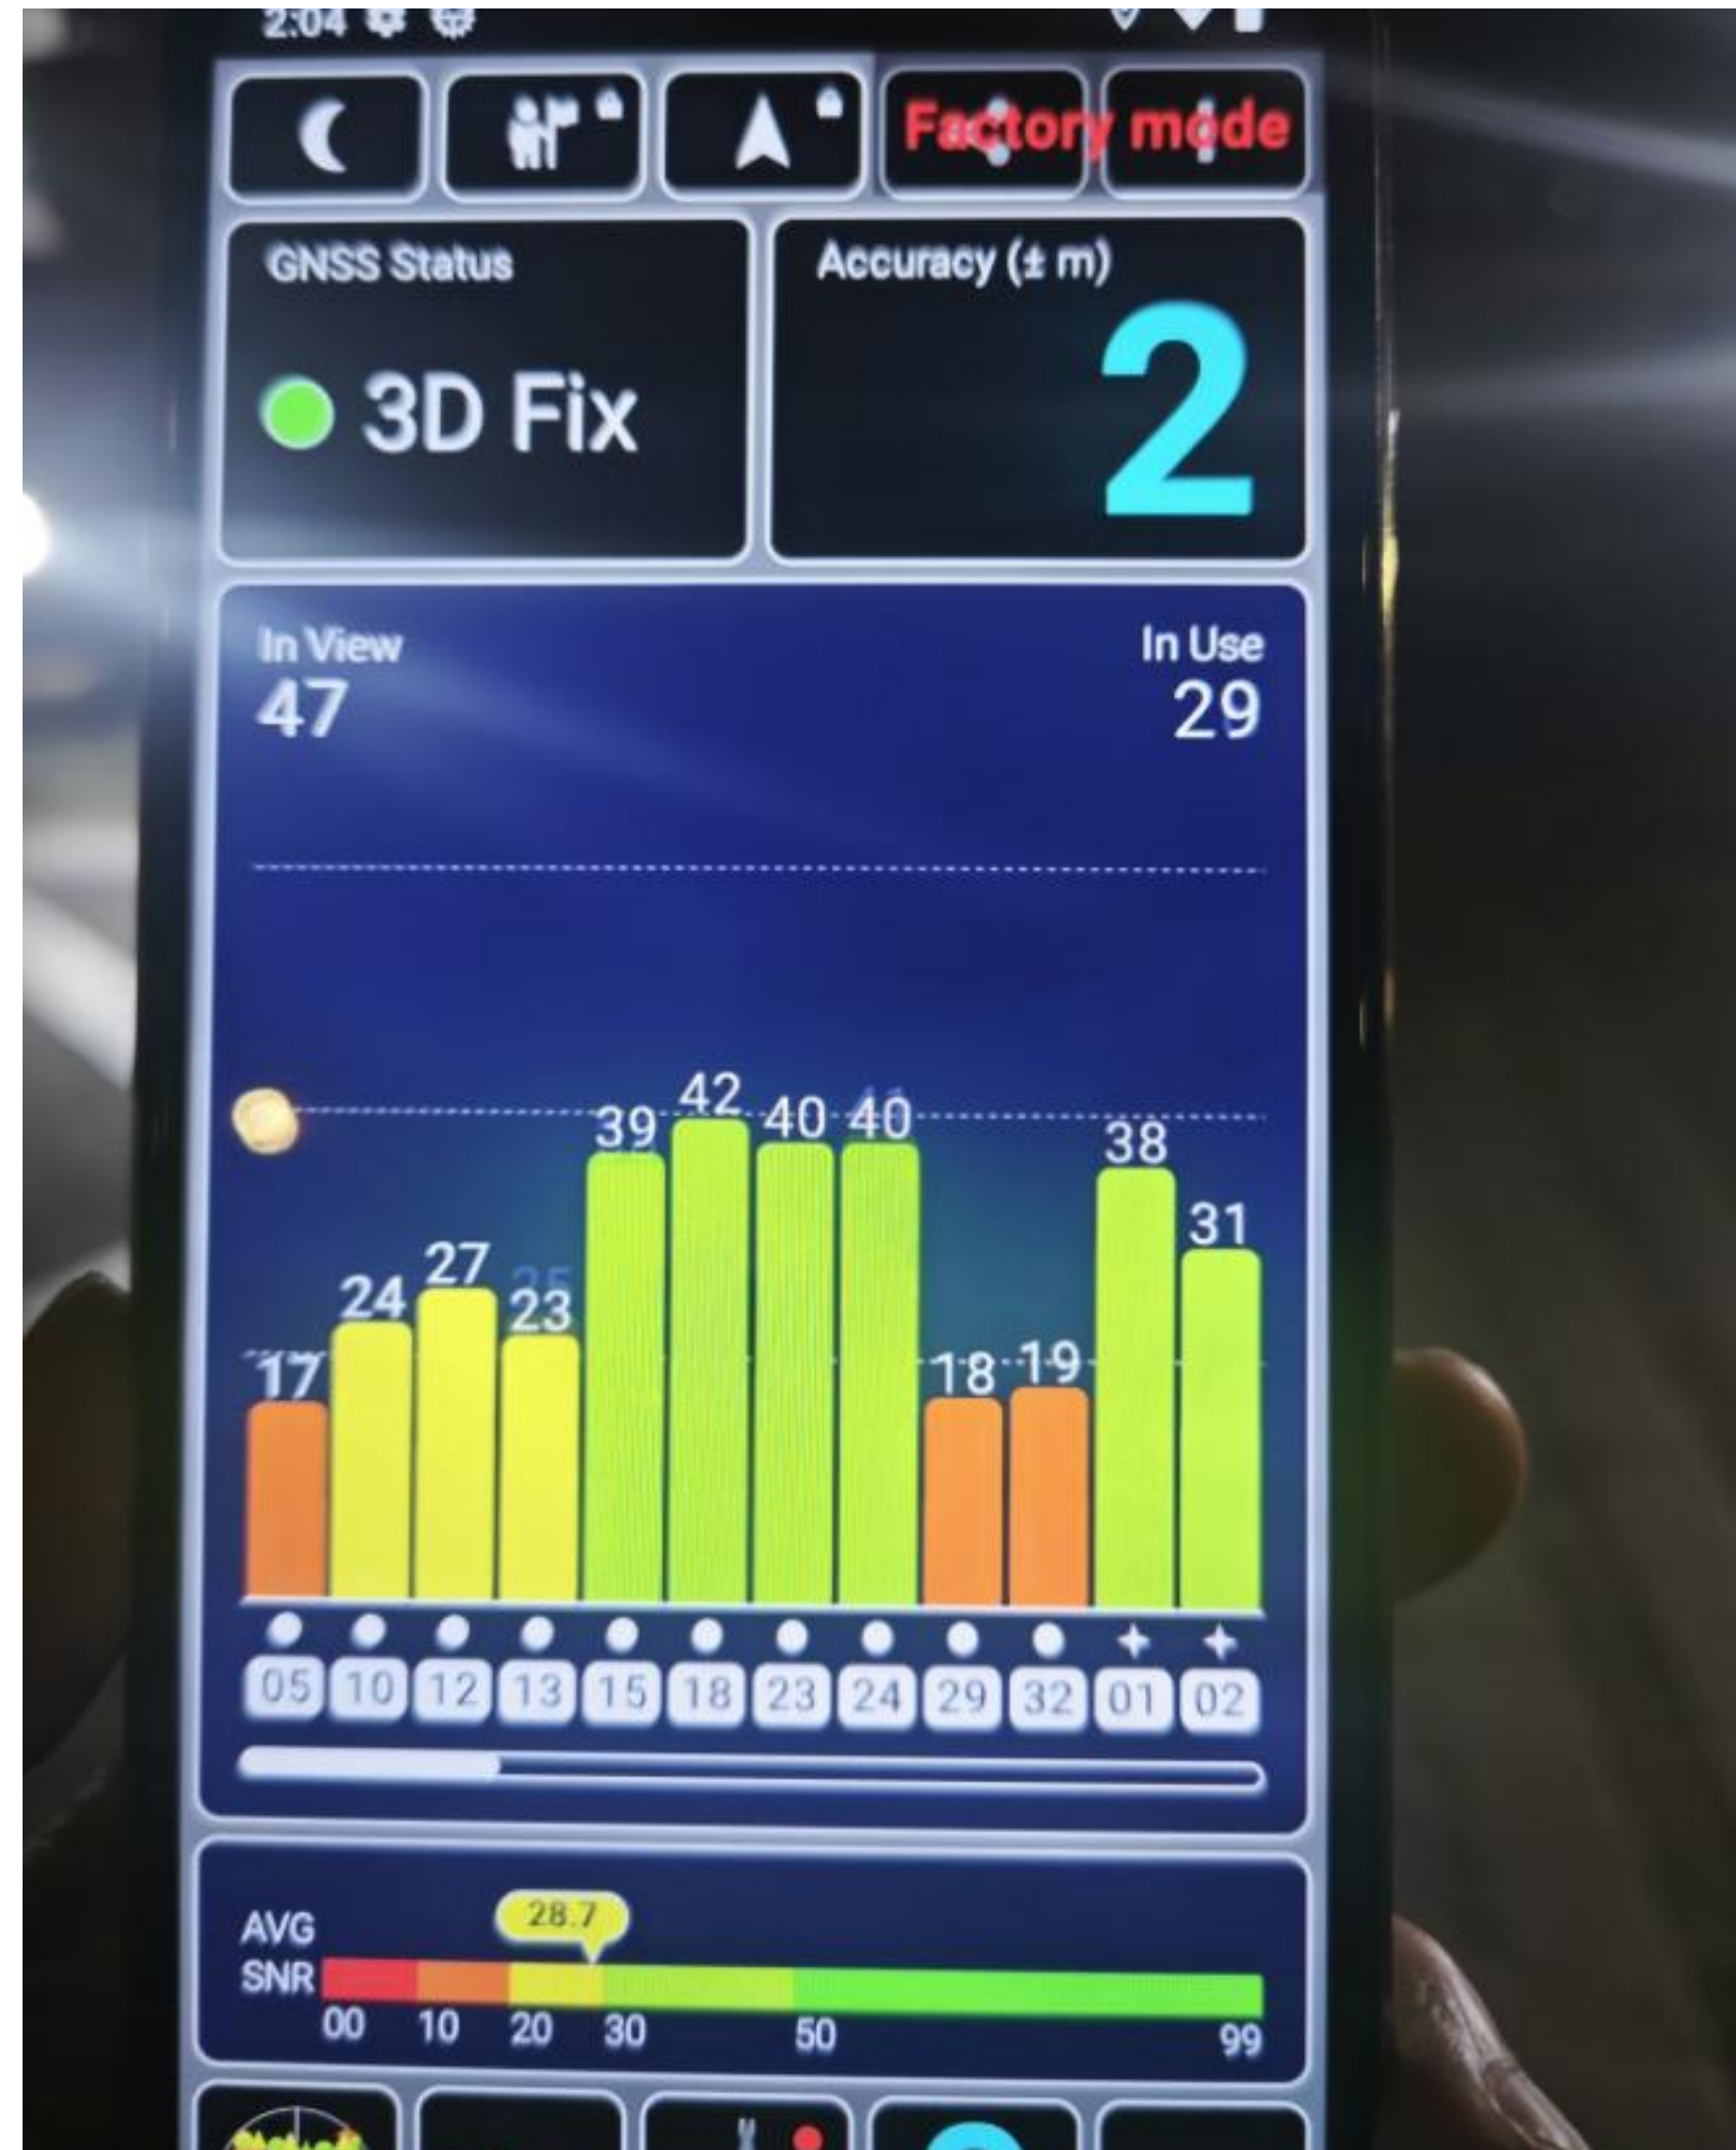 2:04
Factory mode
GNSS Status
Accuracy (± m)
3D Fix
2
In View
In Use
47
29
17 24 27 23 39 42 40 40 18 19 38 31
05 10 12 13 15 18 23 24 29 32 01 02
28.7
AVG
SNR
00 10 20 30 50 99